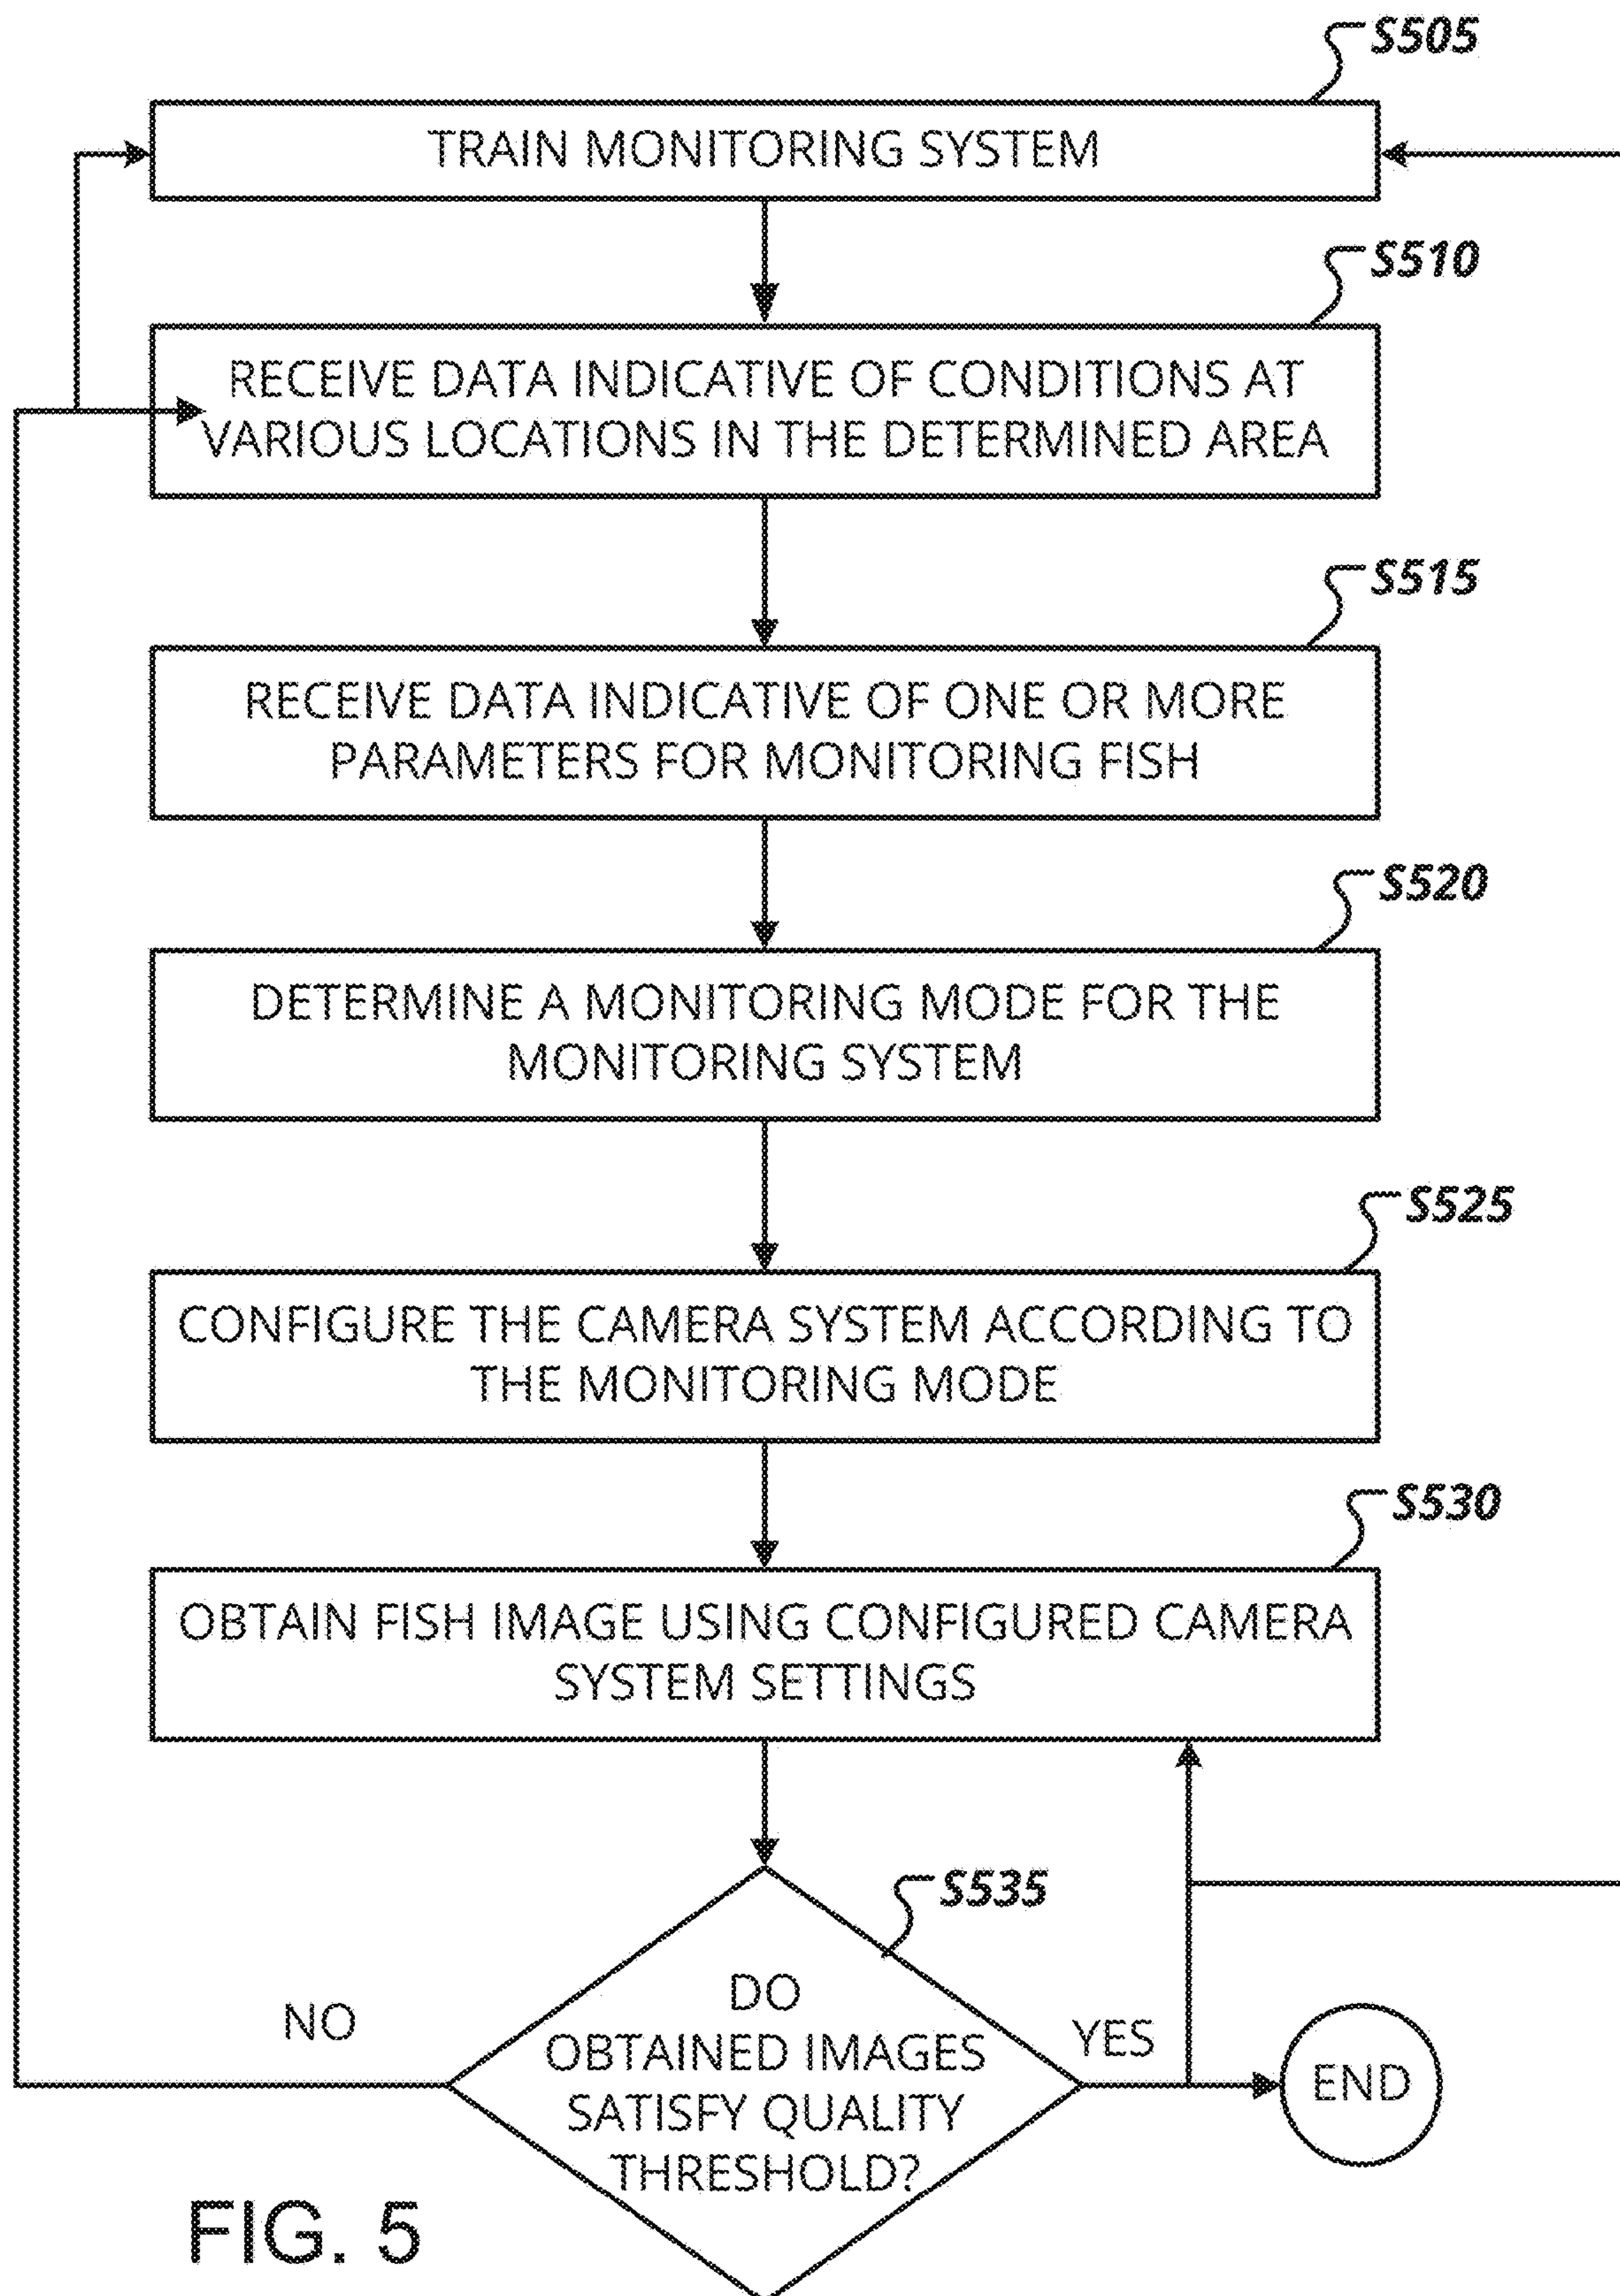 S505
TRAIN MONITORING SYSTEM
S510
RECEIVE DATA INDICATIVE OF CONDITIONS AT
VARIOUS LOCATIONS IN THE DETERMINED AREA
S515
RECEIVE DATA INDICATIVE OF ONE OR MORE
PARAMETERS FOR MONITORING FISH
S520
DETERMINE A MONITORING MODE FOR THE
MONITORING SYSTEM
S525
CONFIGURE THE CAMERA SYSTEM ACCORDING TO
THE MONITORING MODE
S530
OBTAIN FISH IMAGE USING CONFIGURED CAMERA
SYSTEM SETTINGS
S535
DO
OBTAINED IMAGES
SATISFY QUALITY
THRESHOLD?
NO
YES
END
FIG. 5